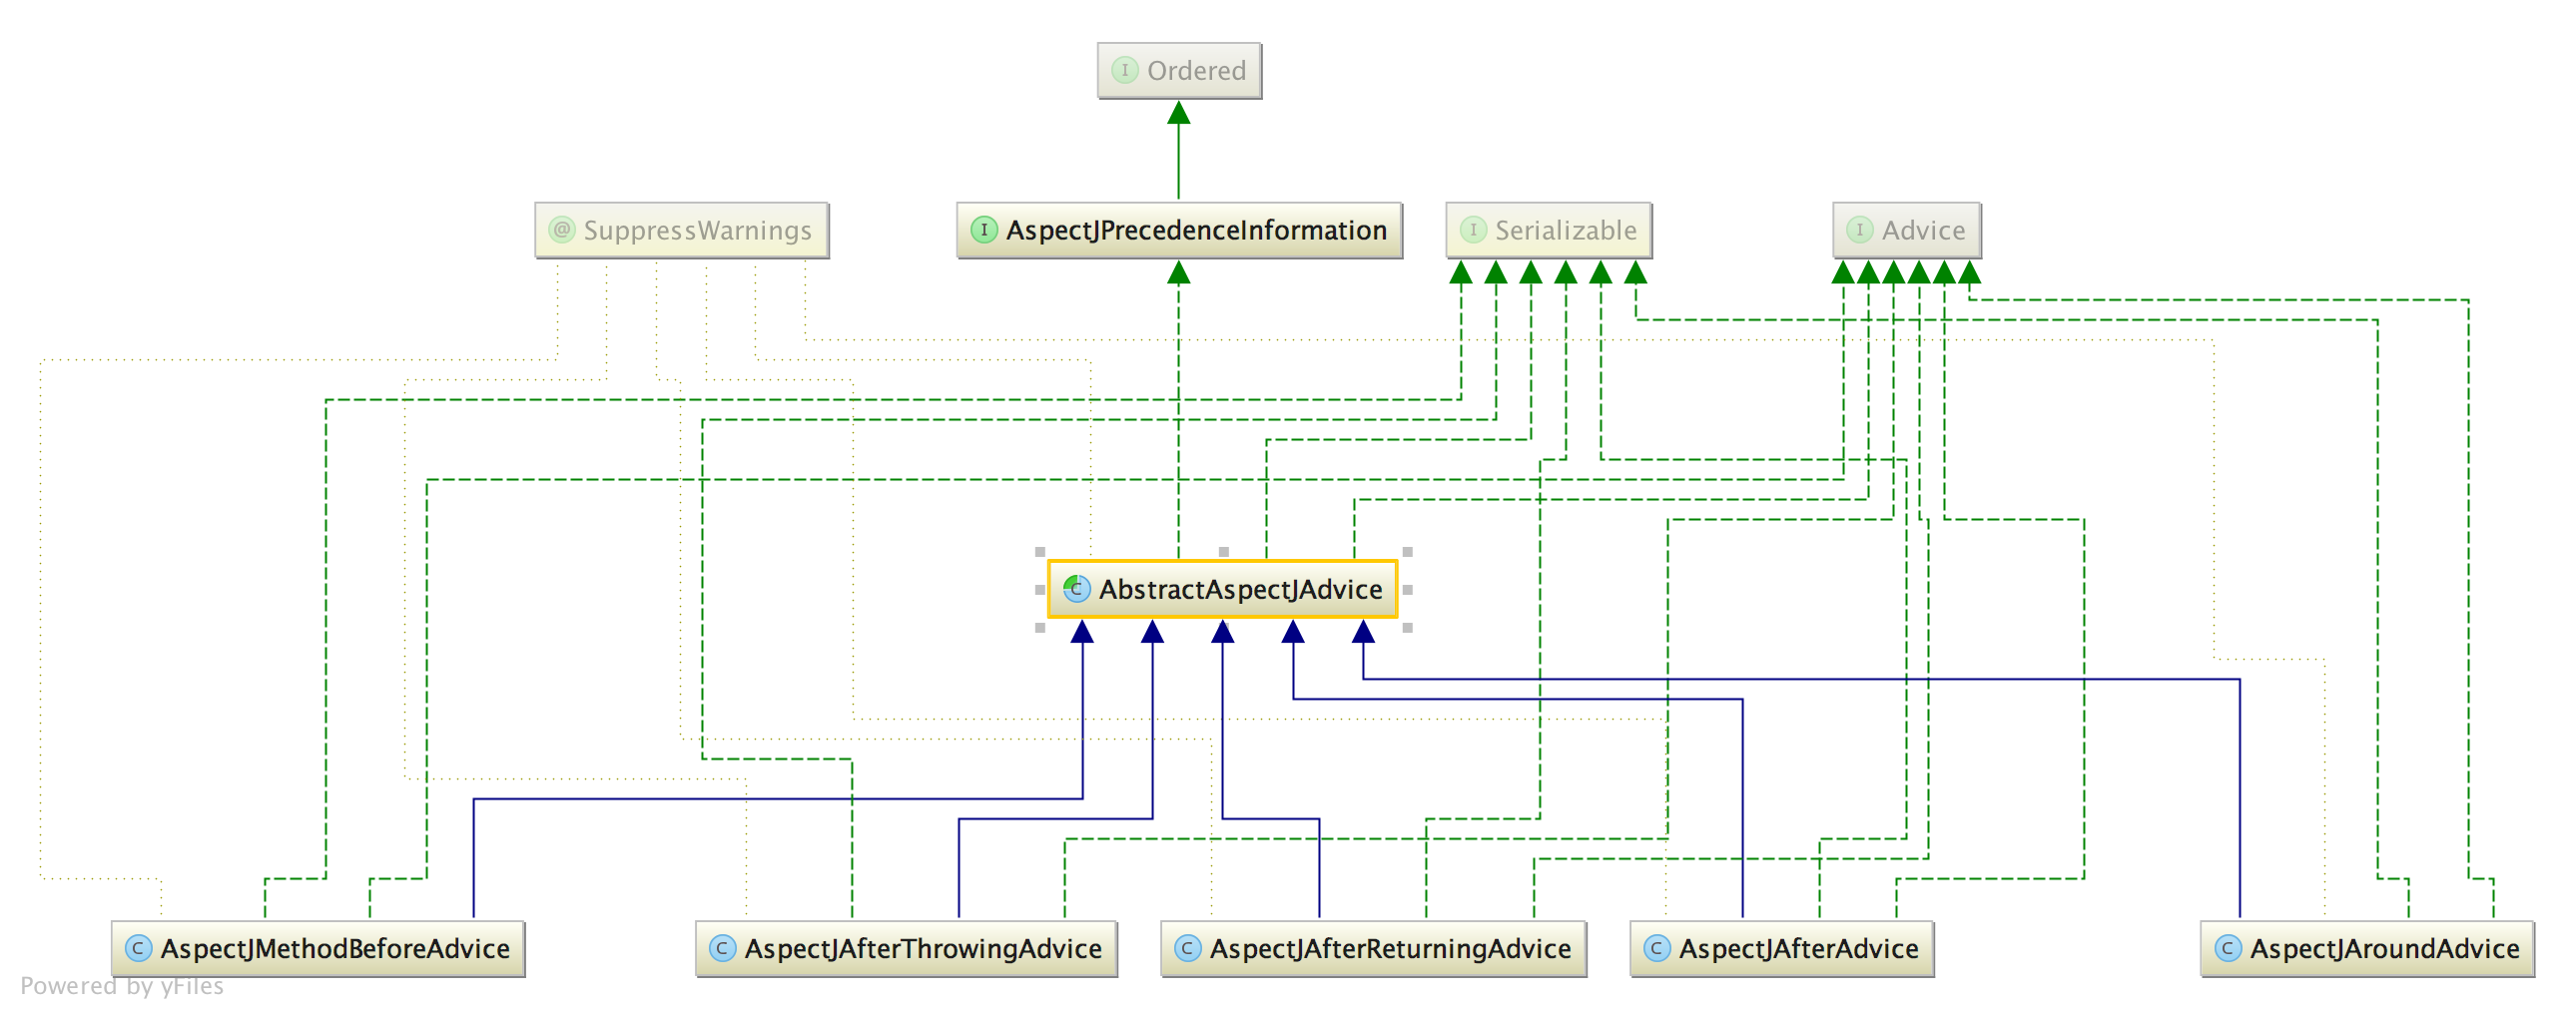 I Ordered
@ SuppressWarnings
I AspectJPrecedenceInformation
I Serializable
I Advice
C AbstractAspectJAdvice
C AspectJMethodBeforeAdvice
C AspectJAfterThrowingAdvice
C AspectJAfterReturningAdvice
C AspectJAfterAdvice
C AspectJAroundAdvice
Powered by yFiles